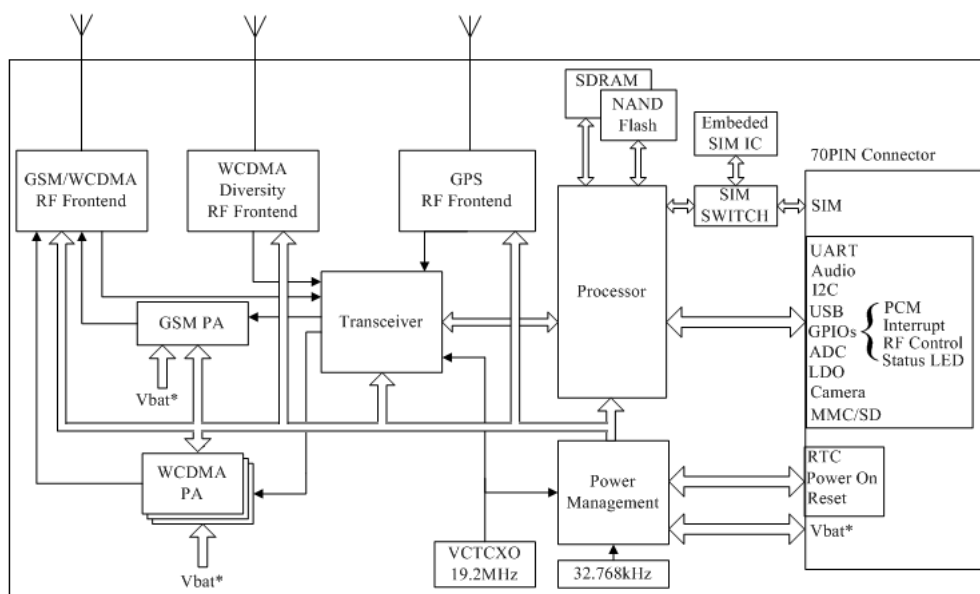 SDRAM
NAND
Flash
Embeded
SIM IC
70PIN Connector
GSM/WCDMA
RF Frontend
WCDMA
Diversity
RF Frontend
GPS
RF Frontend
SIM
SWITCH
SIM
UART
Audio
I2C
USB
GPIOs
ADC
LDO
Camera
MMC/SD
PCM
Interrupt
RF Control
Status LED
Processor
Transceiver
GSM PA
Vbat*
WCDMA
PA
Vbat*
Power
Management
RTC
Power On
Reset
Vbat*
VCTCXO
19.2MHz
32.768kHz